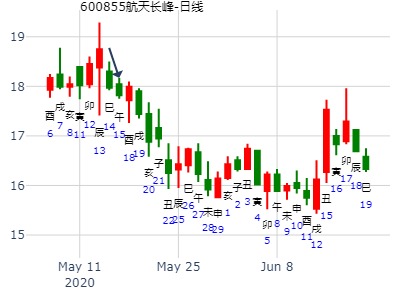 600855航天长峰-日线
19
18
17
16
15
酉 6
戌 7
亥 8
寅 11
卯 12
辰 13
巳 14
午 15
酉 18
戌 19
亥 20
子 21
丑 22
辰 25
巳 26
午 27
未 28
申 29
亥 1
子 2
丑 3
寅 4
卯 5
午 8
未 9
申 10
酉 11
戌 12
丑 15
寅 16
卯 17
辰 18
巳 19
May 11
2020
May 25
Jun 8